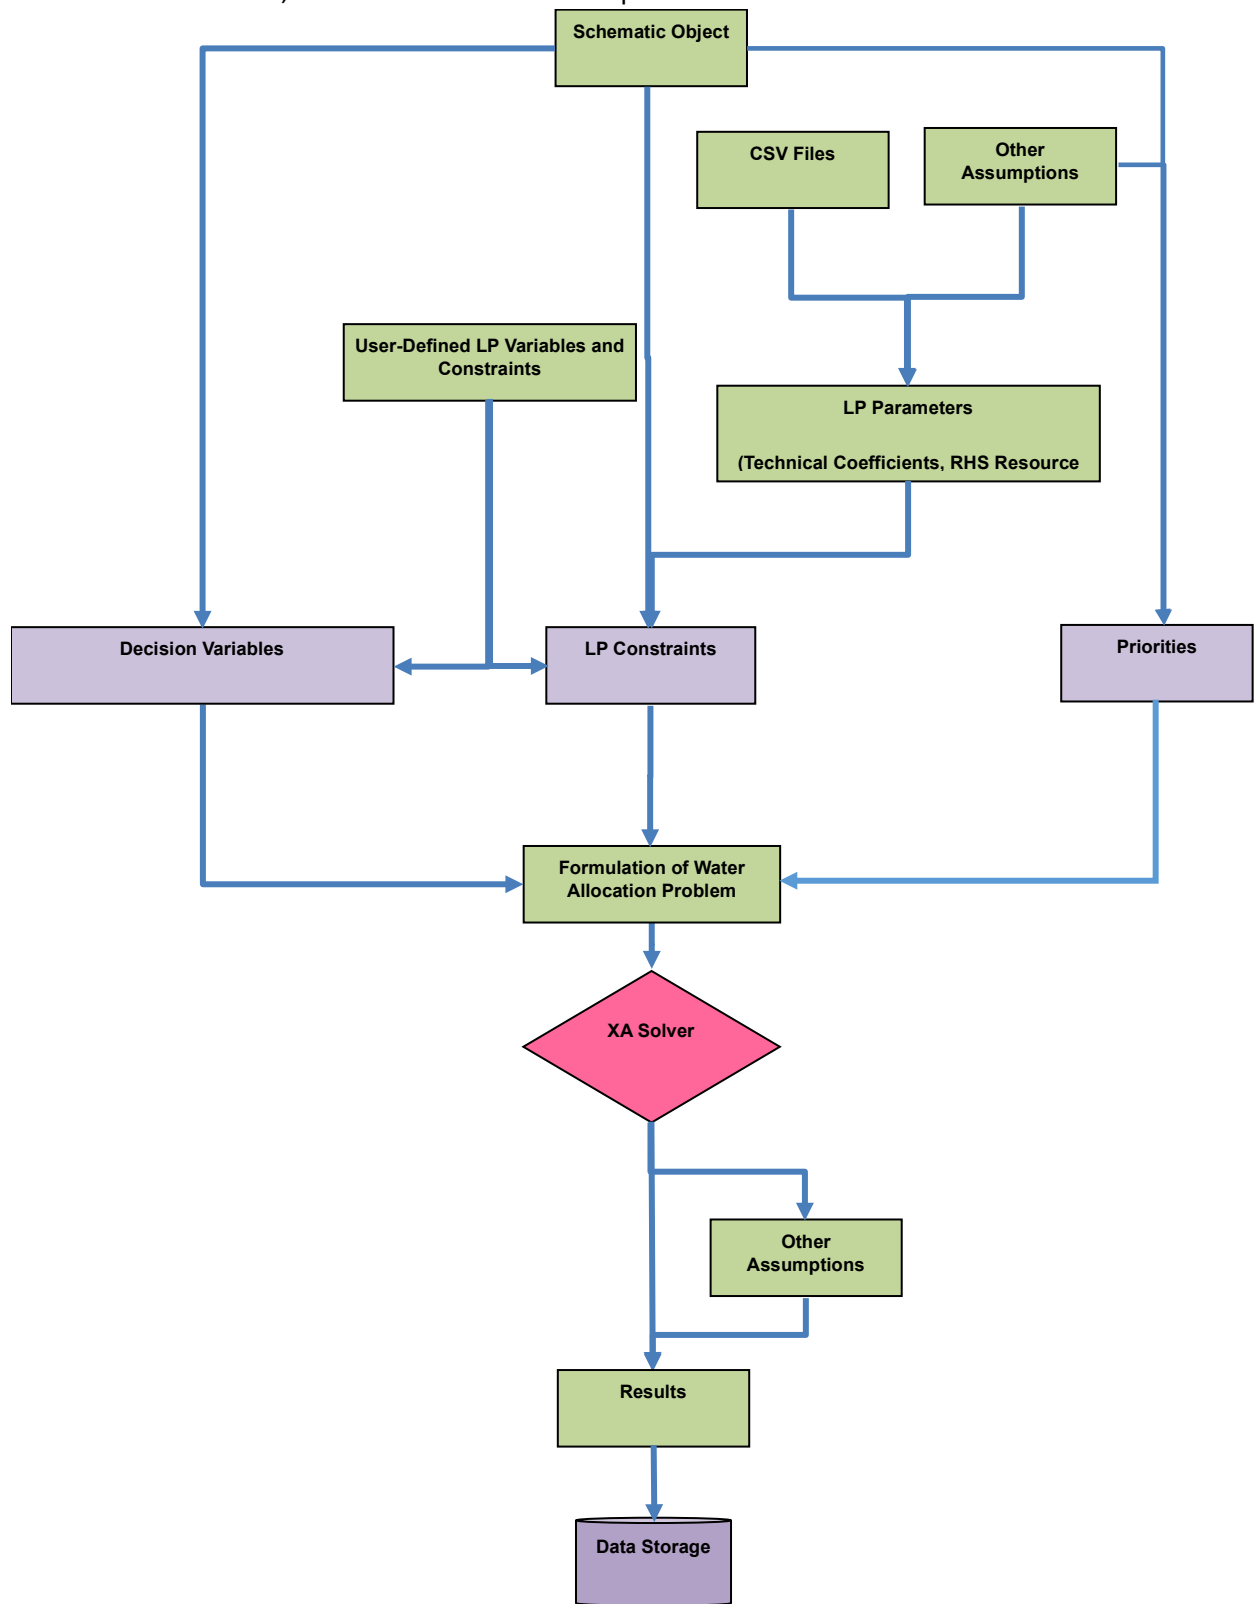 Schematic Object
CSV Files
Other
Assumptions
User-Defined LP Variables and
Constraints
LP Parameters
(Technical Coefficients, RHS Resource
Decision Variables
LP Constraints
Priorities
Formulation of Water
Allocation Problem
XA Solver
Other
Assumptions
Results
Data Storage